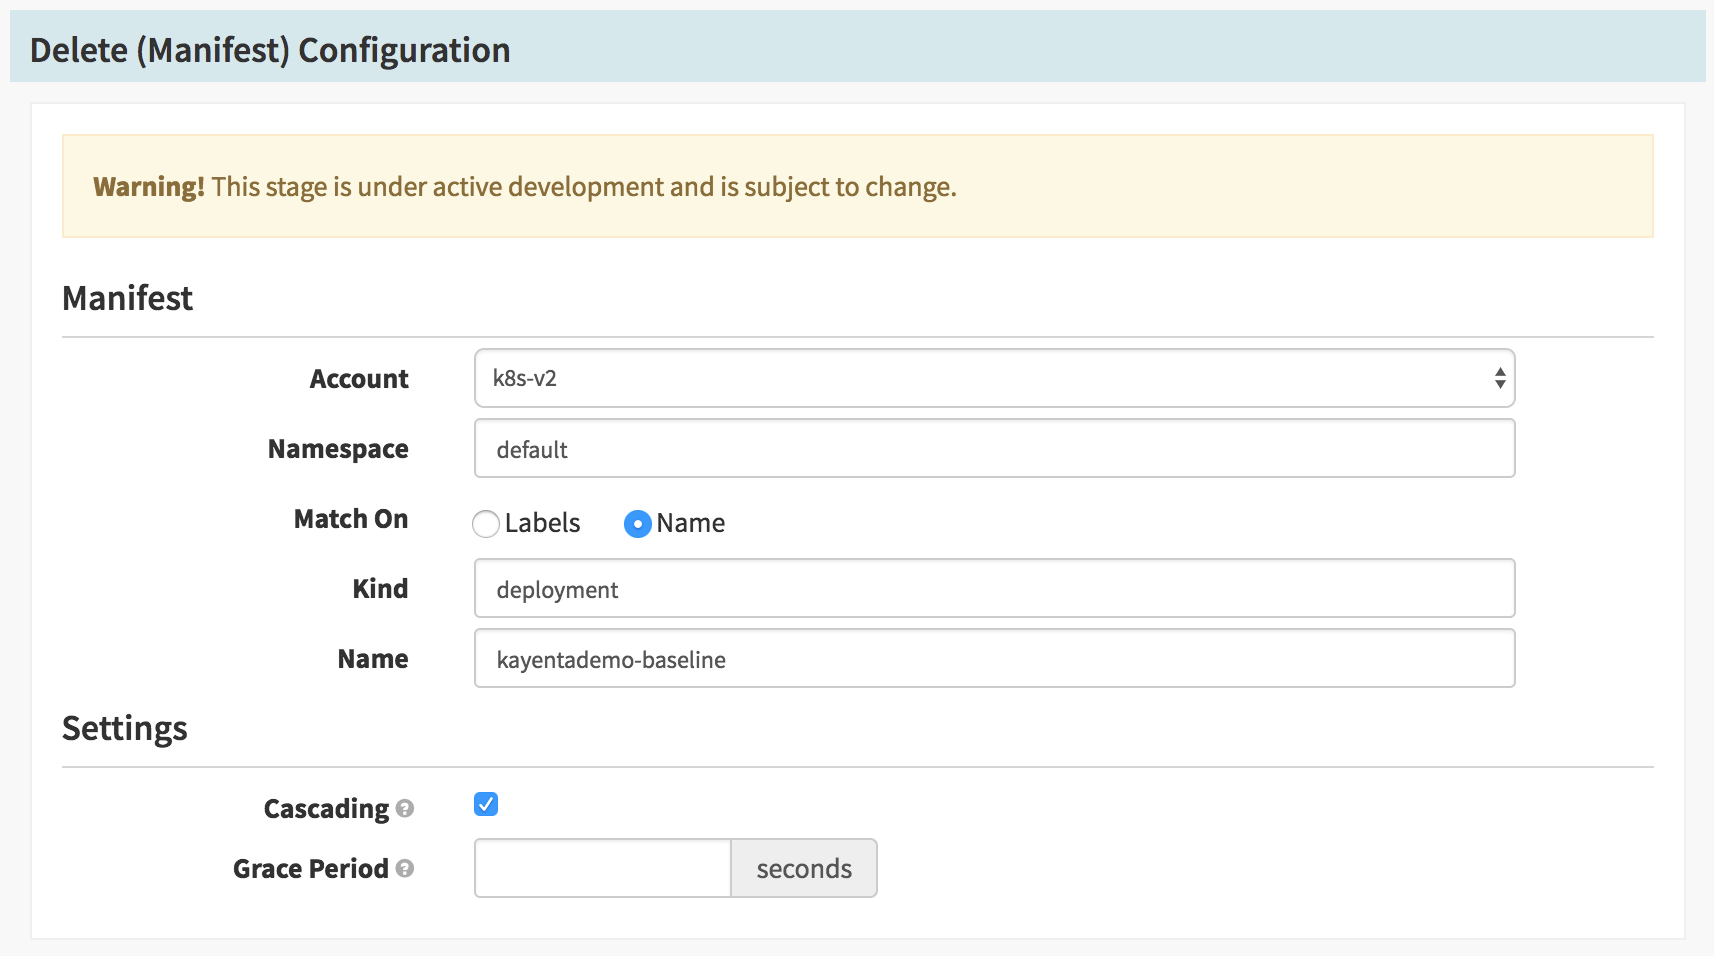 Delete (Manifest) Configuration
Warning! This stage is under active development and is subject to change.
Manifest
Account k8s-v2
Namespace default
Match On Labels Name
Kind deployment
Name kayentademo-baseline
Settings
Cascading ?
Grace Period ? seconds